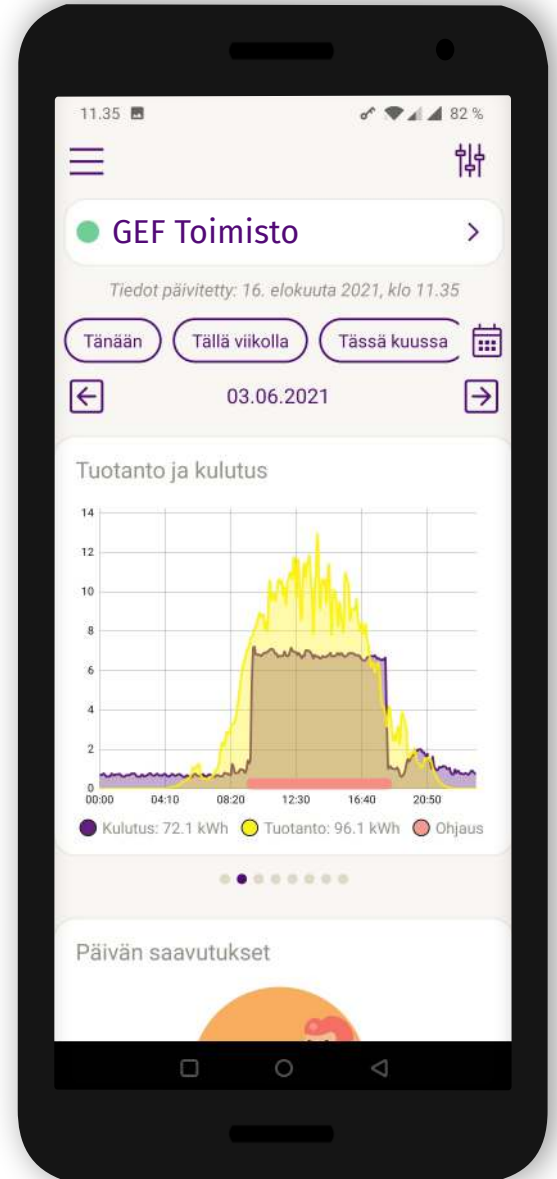 11.35 82 %
GEF Toimisto
Tiedot päivitetty: 16. elokuuta 2021, klo 11.35
Tänään Tällä viikolla Tässä kuussa
03.06.2021
Tuotanto ja kulutus
14
12
10
8
6
4
2
0
00:00 04:10 08:20 12:30 16:40 20:50
Kulutus: 72.1 kWh Tuotanto: 96.1 kWh Ohjaus
Päivän saavutukset